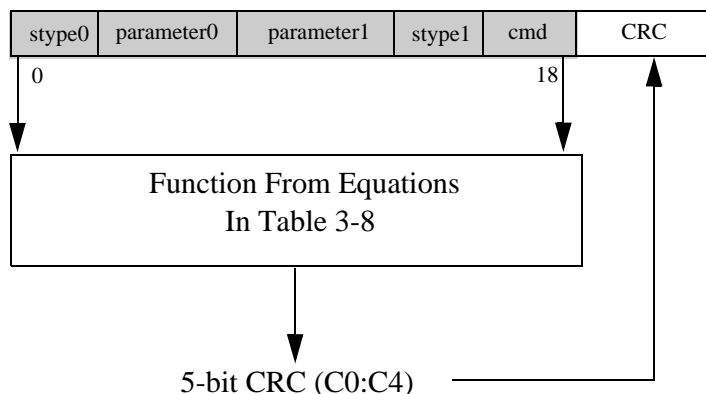 stype0 parameter0 parameter1 stype1 cmd CRC
0 18
Function From Equations
In Table 3-8
5-bit CRC (C0:C4)